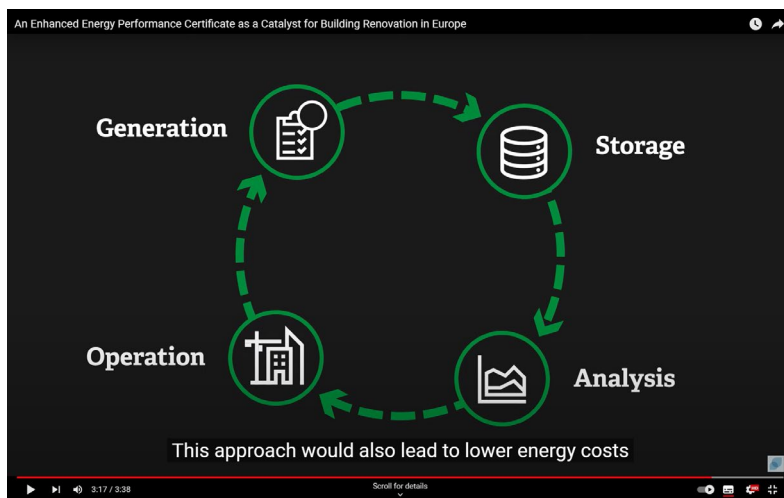 An Enhanced Energy Performance Certificate as a Catalyst for Building Renovation in Europe
Generation
Storage
Operation
Analysis
This approach would also lead to lower energy costs
3:17 / 3:38
Scroll for details
HD